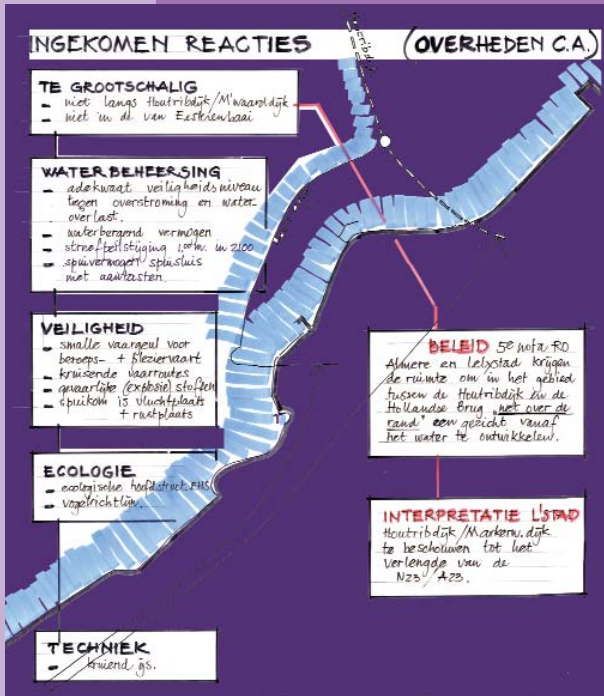 INGEKOMEN REACTIES (OVERHEDEN C.A.)
TE GROOTSCHALIG
- niet langs Houtribdijk/M'waarddijk
- niet in de van Eesterenbaai
WATERBEHEERSING
- adekwaat veiligheidsniveau
tegen overstroming en water-
overlast.
- waterbergend vermogen
- streefpeilstijging 1.00 m. in 2100
- spuivermogen spuisluis
niet aantasten.
VEILIGHEID
- smalle vaargeul voor
beroeps- + pleziervaart
- kruisende vaarroutes
- gevaarlijke (explosie) stoffen
- spuikom is vluchtplaats
+ rustplaats
ECOLOGIE
- ecologische hoofdstruct. EHS
- vogelrichtlijn.
TECHNIEK
- kruiend ijs.
BELEID 5e nota RO
Almere en Lelystad krijgen
de ruimte om in het gebied
tussen de Houtribdijk en de
Hollandse Brug "net over de
rand" een gezicht vanaf
het water te ontwikkelen.
INTERPRETATIE L'STAD
Houtribdijk/Markerw.dijk
te beschouwen tot het
verlengde van de
N23/A23.